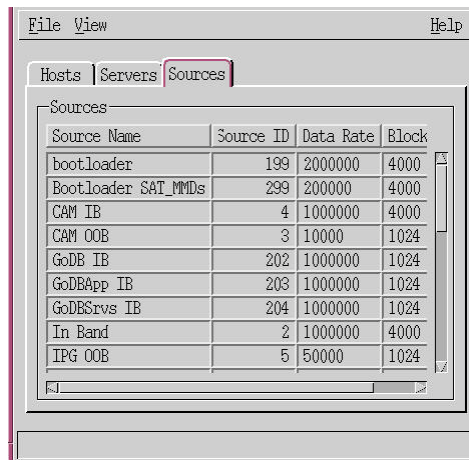 File View Help
Hosts Servers Sources
Sources
Source Name Source ID Data Rate Block
bootloader 199 2000000 4000
Bootloader SAT_MMDs 299 200000 4000
CAM IB 4 1000000 4000
CAM OOB 3 10000 1024
GoDB IB 202 1000000 1024
GoDBApp IB 203 1000000 1024
GoDBSrvs IB 204 1000000 1024
In Band 2 1000000 4000
IPG OOB 5 50000 1024